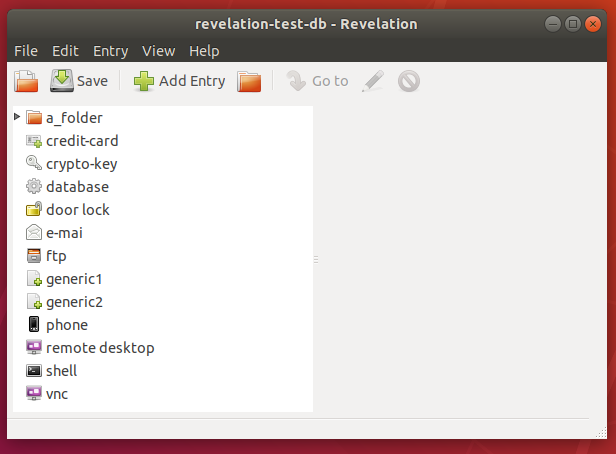 revelation-test-db - Revelation
File Edit Entry View Help
Save Add Entry Go to
a_folder
credit-card
crypto-key
database
door lock
e-mai
ftp
generic1
generic2
phone
remote desktop
shell
vnc